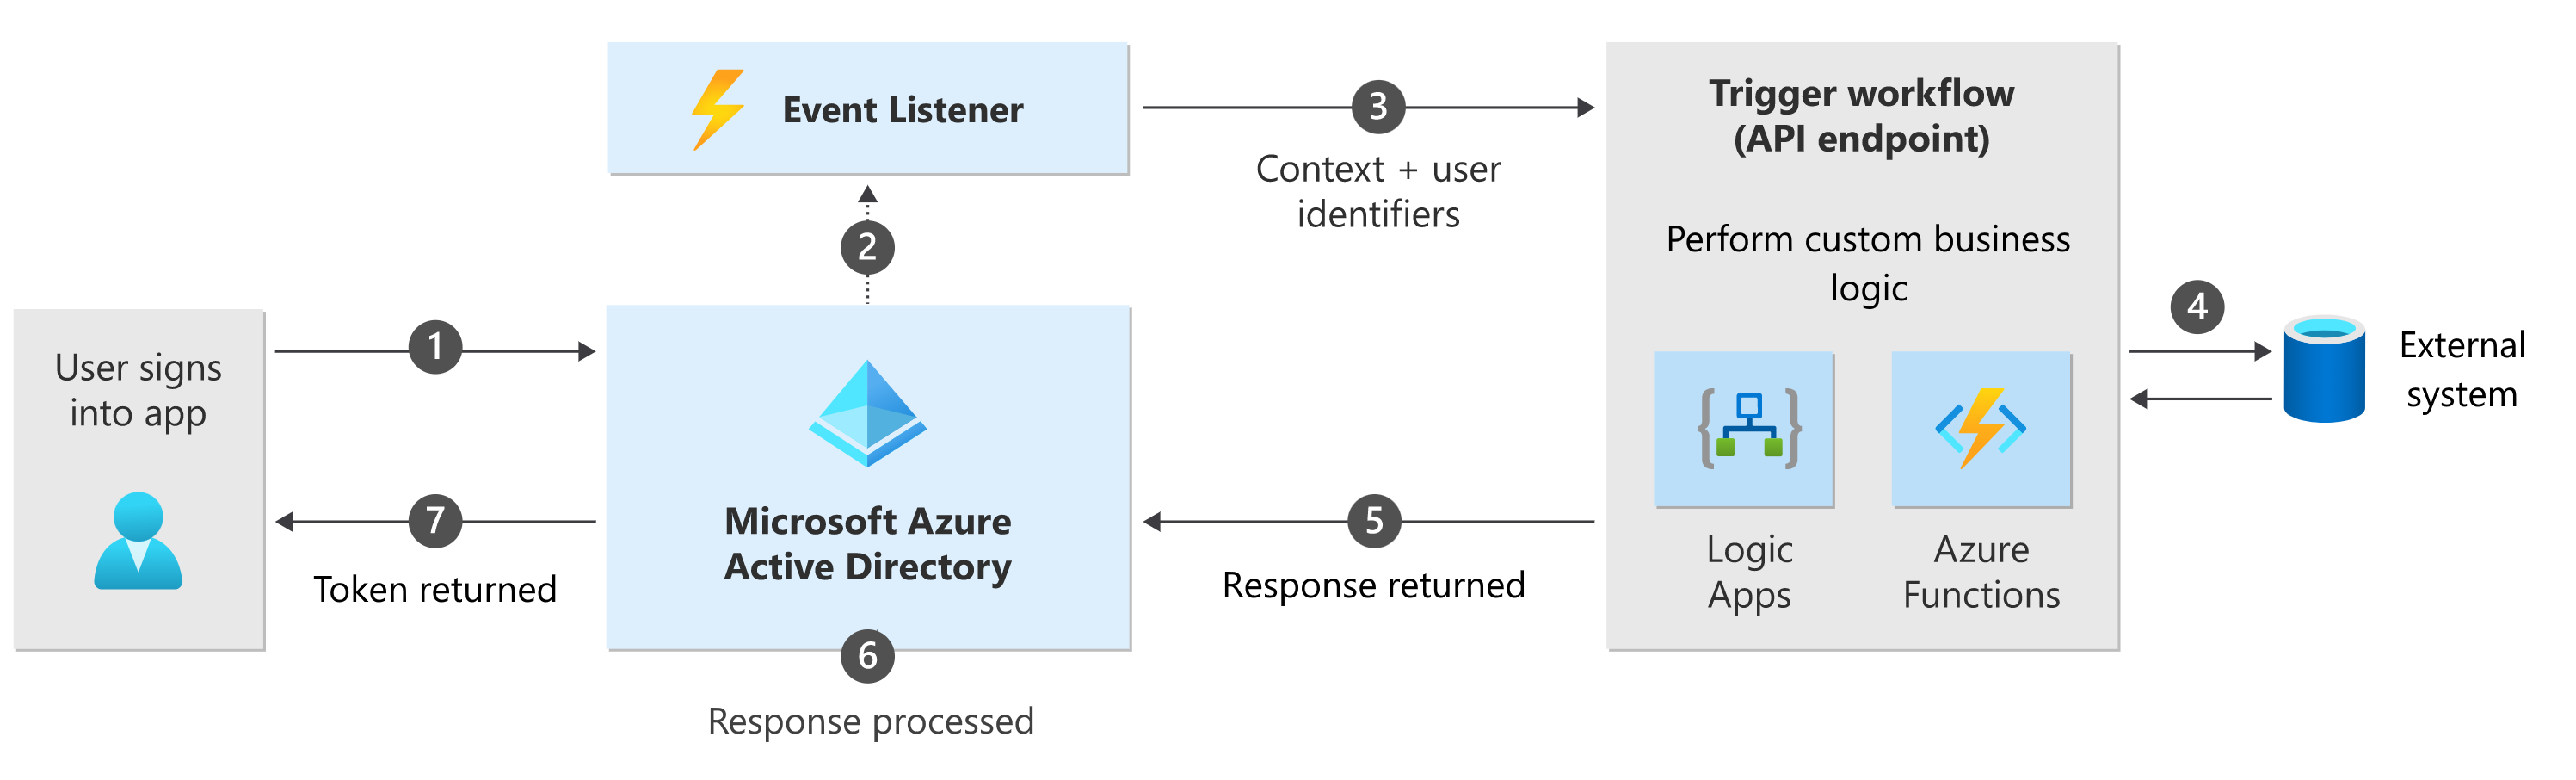 Event Listener
3
Context + user
identifiers
Trigger workflow
(API endpoint)
Perform custom business
logic
2
4
External
system
User signs
into app
1
Microsoft Azure
Active Directory
7
Token returned
5
Response returned
Logic
Apps
Azure
Functions
6
Response processed